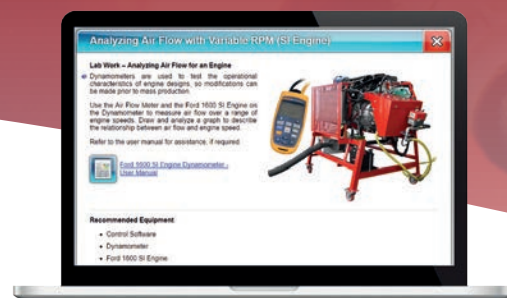 Analyzing Air Flow with Variable RPM (SI Engine)
Lab Work – Analyzing Air Flow for an Engine
Dynamometers are used to test the operational
characteristics of engine designs, so modifications can
be made prior to mass production.
Use the Air Flow Meter and the Ford 1600 SI Engine on
the Dynamometer to measure air flow over a range of
engine speeds. Draw and analyze a graph to describe
the relationship between air flow and engine speed.
Refer to the user manual for assistance, if required
Ford 1600 SI Engine Dynamometer -
User Manual
Recommended Equipment
• Control Software
• Dynamometer
• Ford 1600 SI Engine